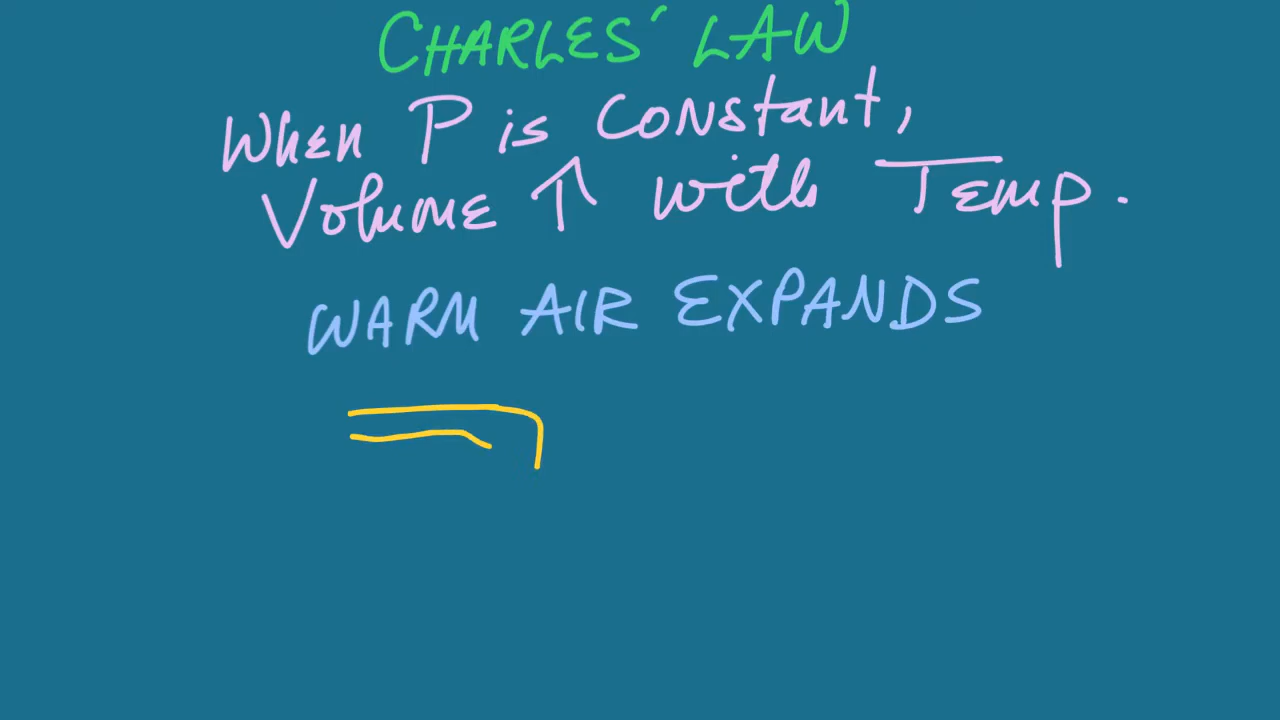 CHARLES' LAW
When P is constant,
Volume ↑ with Temp.
WARM AIR EXPANDS